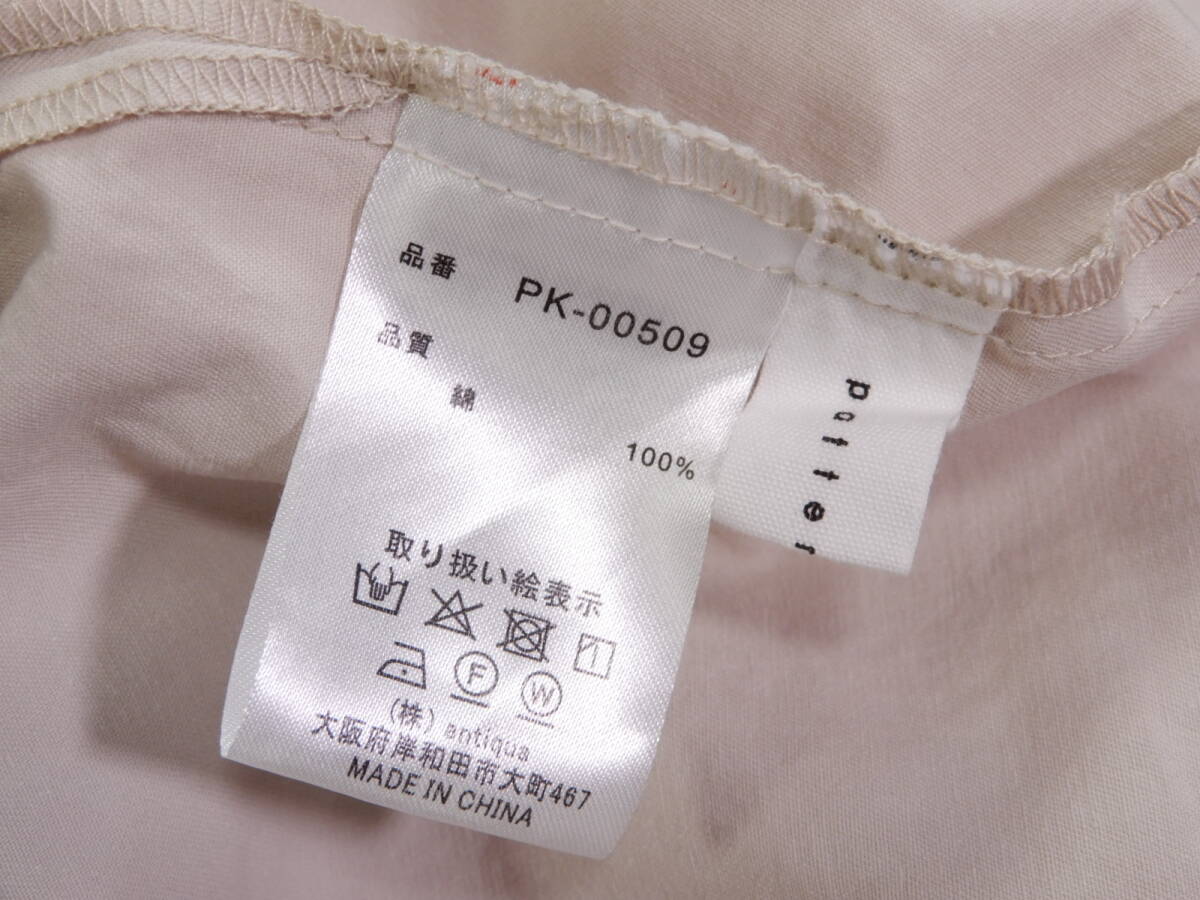 品番 PK-00509
品質
綿
100%
取り扱い絵表示
F W
(株) antiqua
大阪府岸和田市大町467
MADE IN CHINA
patter